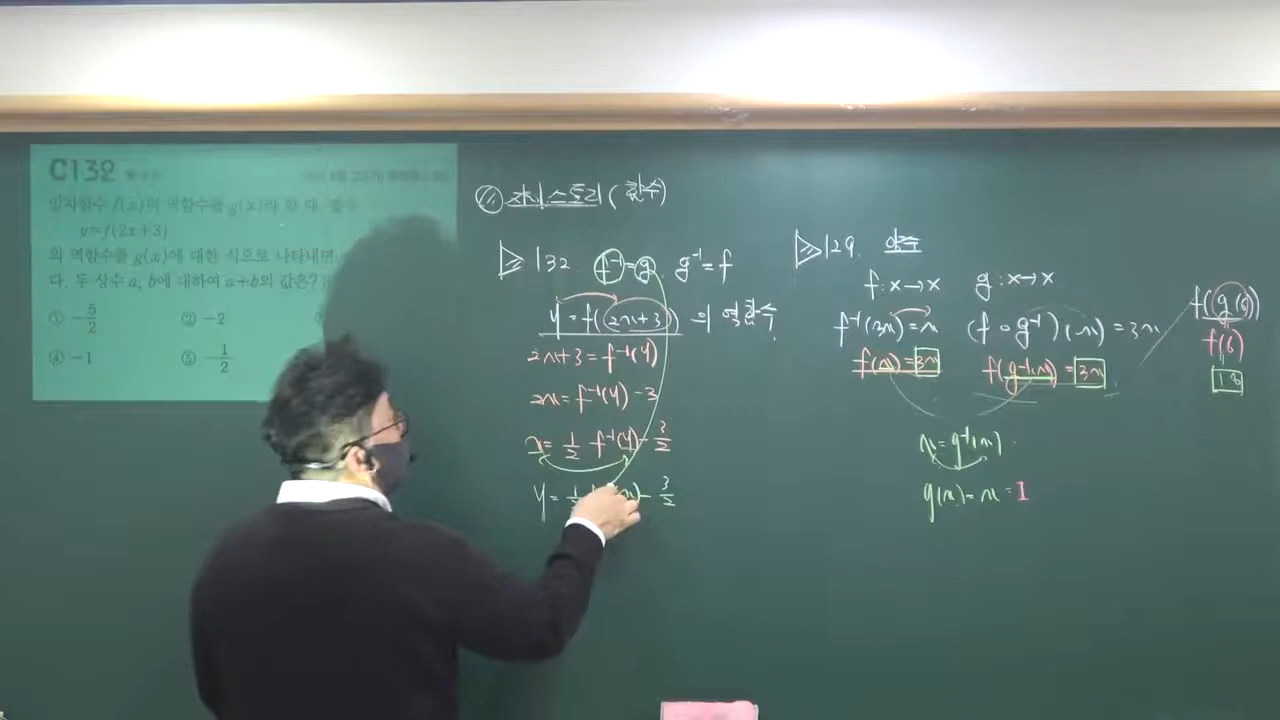 C132
일차함수 f(x)의 역함수를 g(x)라 할 때, 함수
y=f(2x+3)
의 역함수를 g(x)에 대한 식으로 나타내면
다. 두 상수 a, b에 대하여 a+b의 값은?
① -5/2
② -2
④ -1
⑤ -1/2
자이스토리 (함수)
132 f⁻¹=g g⁻¹=f
y=f(2x+3) 의 역함수
2x+3=f⁻¹(y)
2x=f⁻¹(y)-3
x=1/2 f⁻¹(y)-3/2
y=1/2 (x)-3/2
129.
f:x→x g:x→x
f⁻¹(3x)=x (f∘g⁻¹)(x)=3x
f(x)=3x f(g⁻¹(x))=3x
x=g⁻¹(x)
g(x)=x=I
f(g(6))
f(6)
18